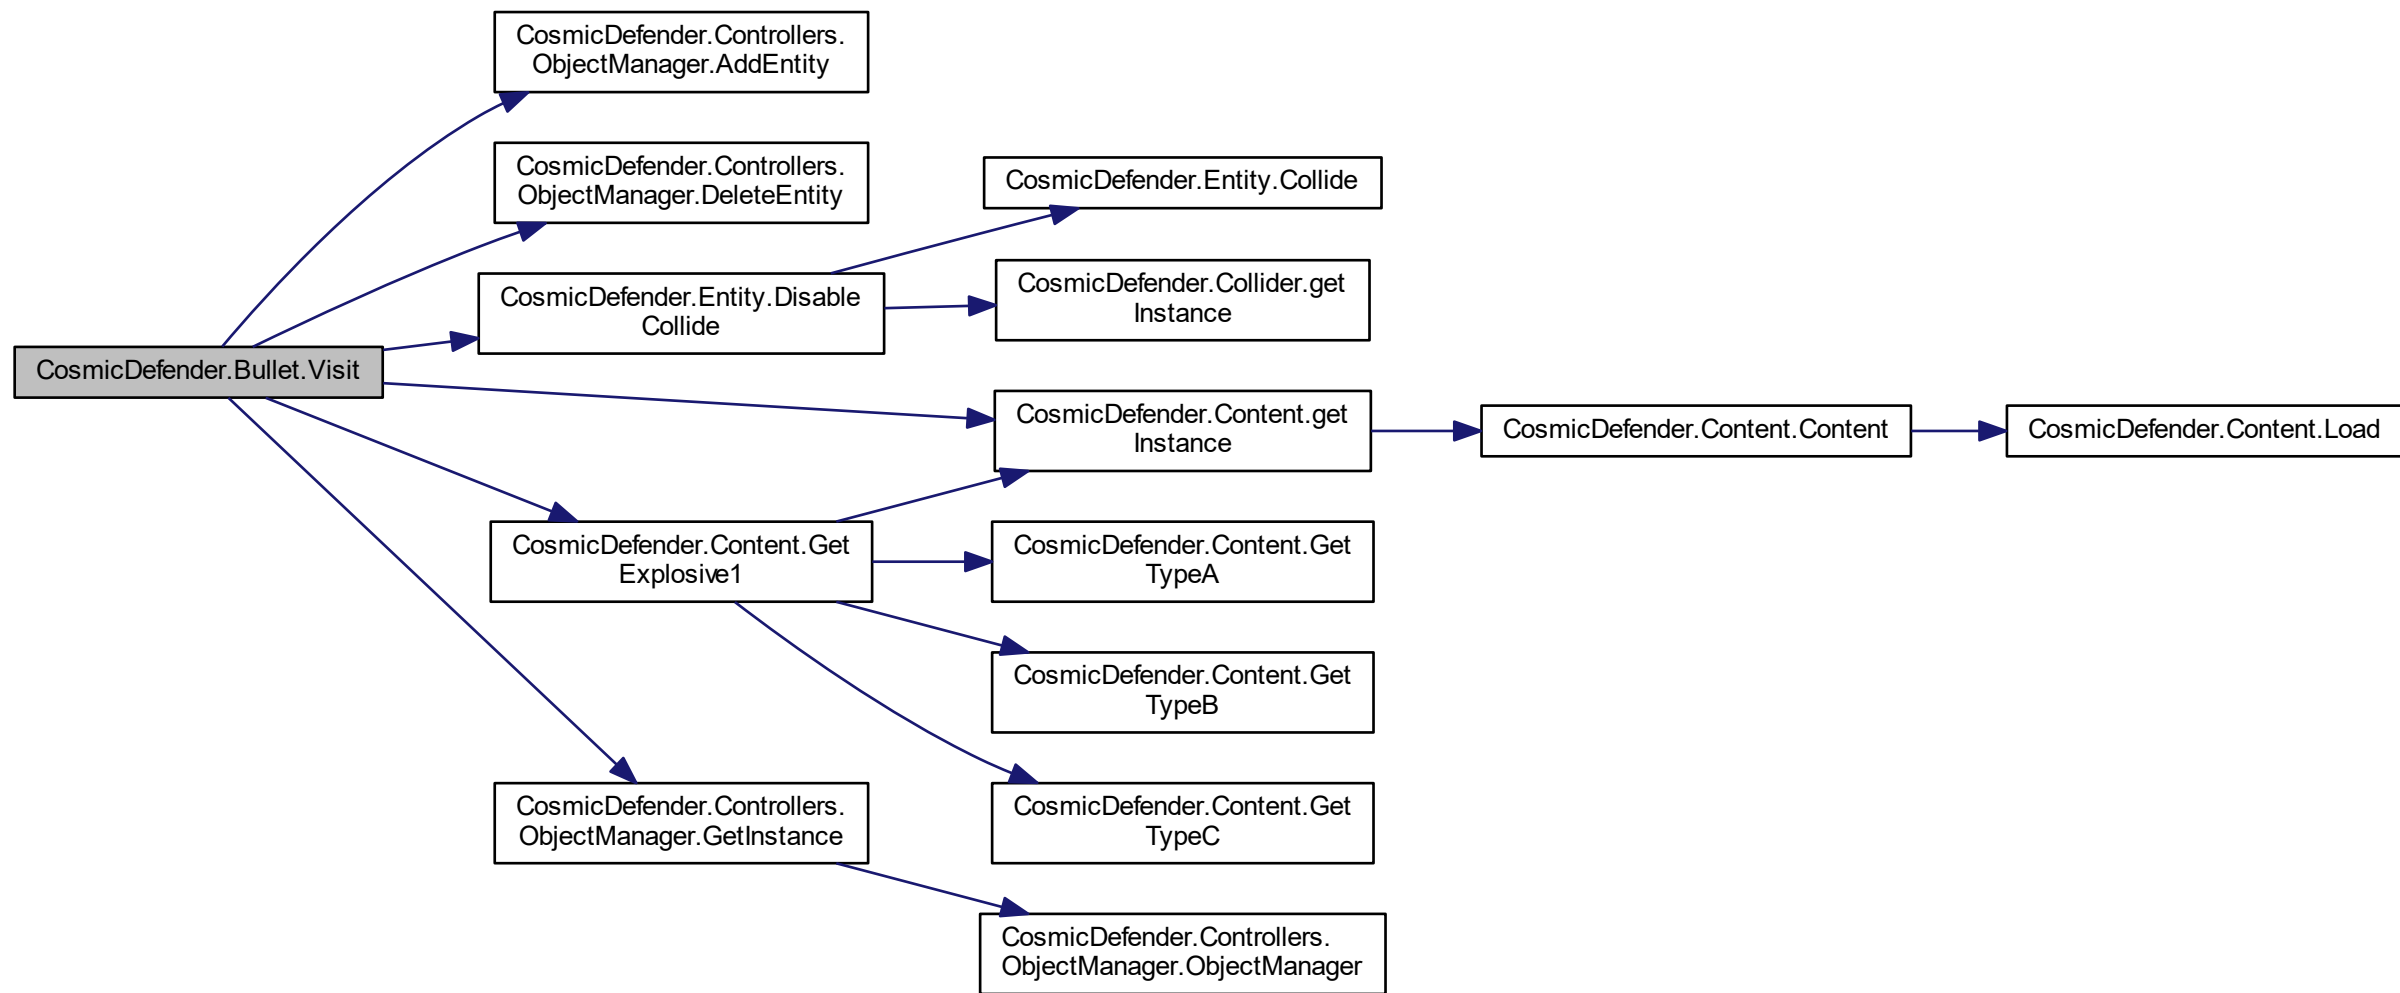 CosmicDefender.Controllers.
ObjectManager.AddEntity
CosmicDefender.Controllers.
ObjectManager.DeleteEntity
CosmicDefender.Entity.Collide
CosmicDefender.Entity.Disable
Collide
CosmicDefender.Collider.get
Instance
CosmicDefender.Bullet.Visit
CosmicDefender.Content.get
Instance
CosmicDefender.Content.Content
CosmicDefender.Content.Load
CosmicDefender.Content.Get
Explosive1
CosmicDefender.Content.Get
TypeA
CosmicDefender.Content.Get
TypeB
CosmicDefender.Controllers.
ObjectManager.GetInstance
CosmicDefender.Content.Get
TypeC
CosmicDefender.Controllers.
ObjectManager.ObjectManager